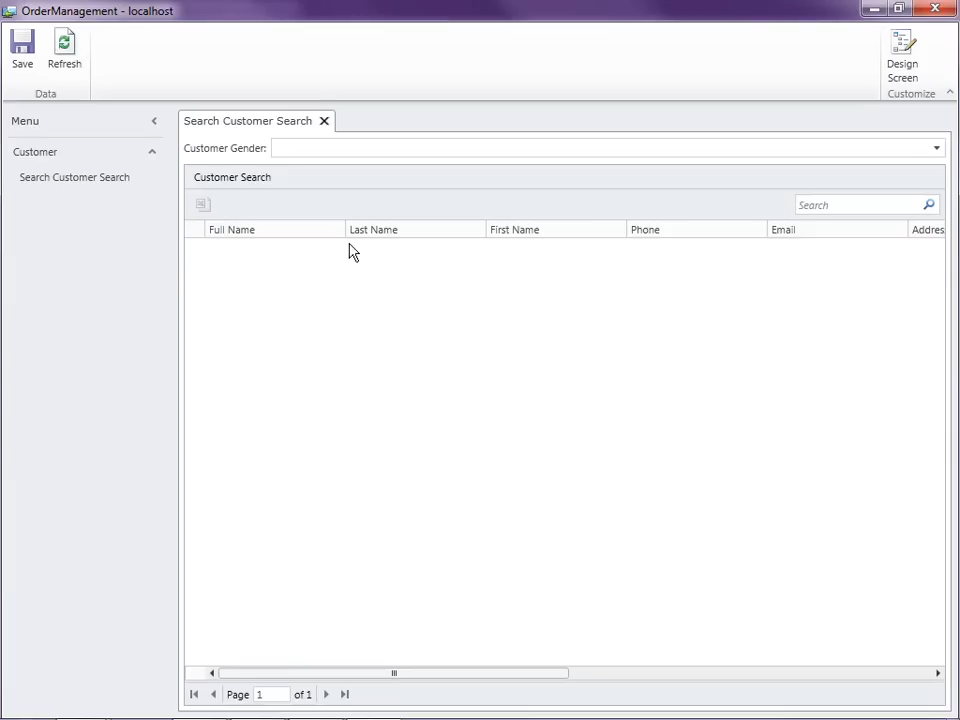 OrderManagement - localhost
Save
Refresh
Design
Screen
Data
Customize
Menu
Search Customer Search
Customer
Customer Gender:
Search Customer Search
Customer Search
Search
Full Name
Last Name
First Name
Phone
Email
Addres
Page 1 of 1